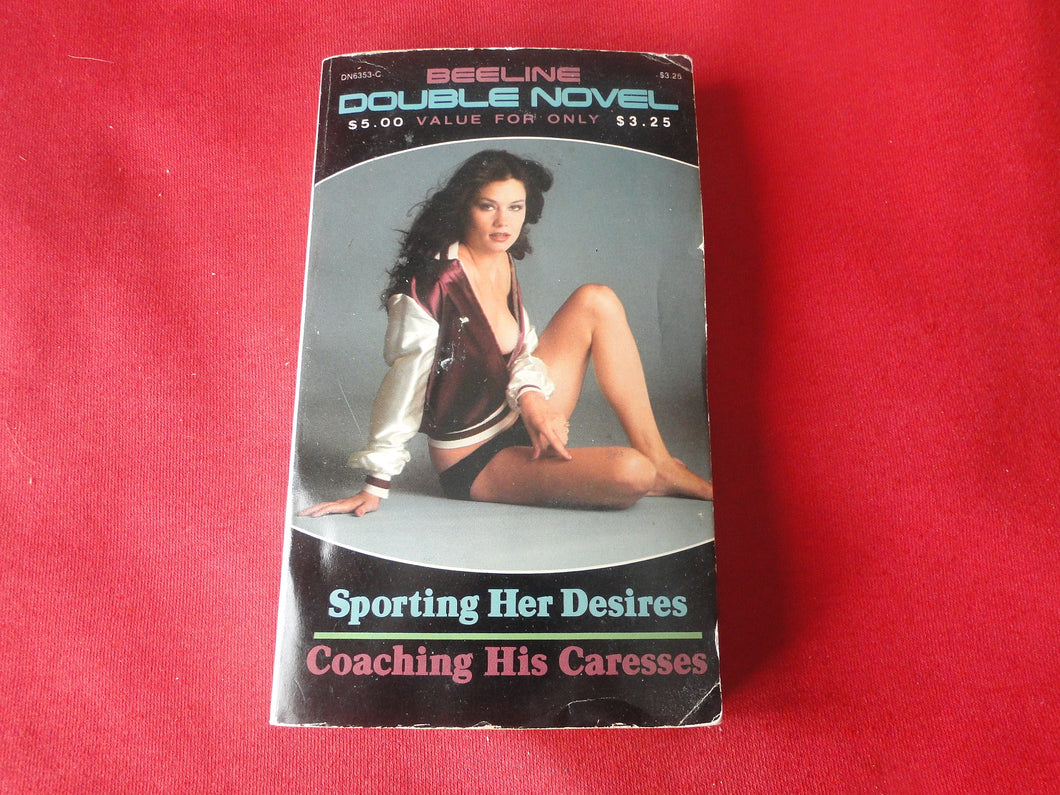 DN6353-C
BEELINE
$3.25
DOUBLE NOVEL
$5.00 VALUE FOR ONLY $3.25
Sporting Her Desires
Coaching His Caresses